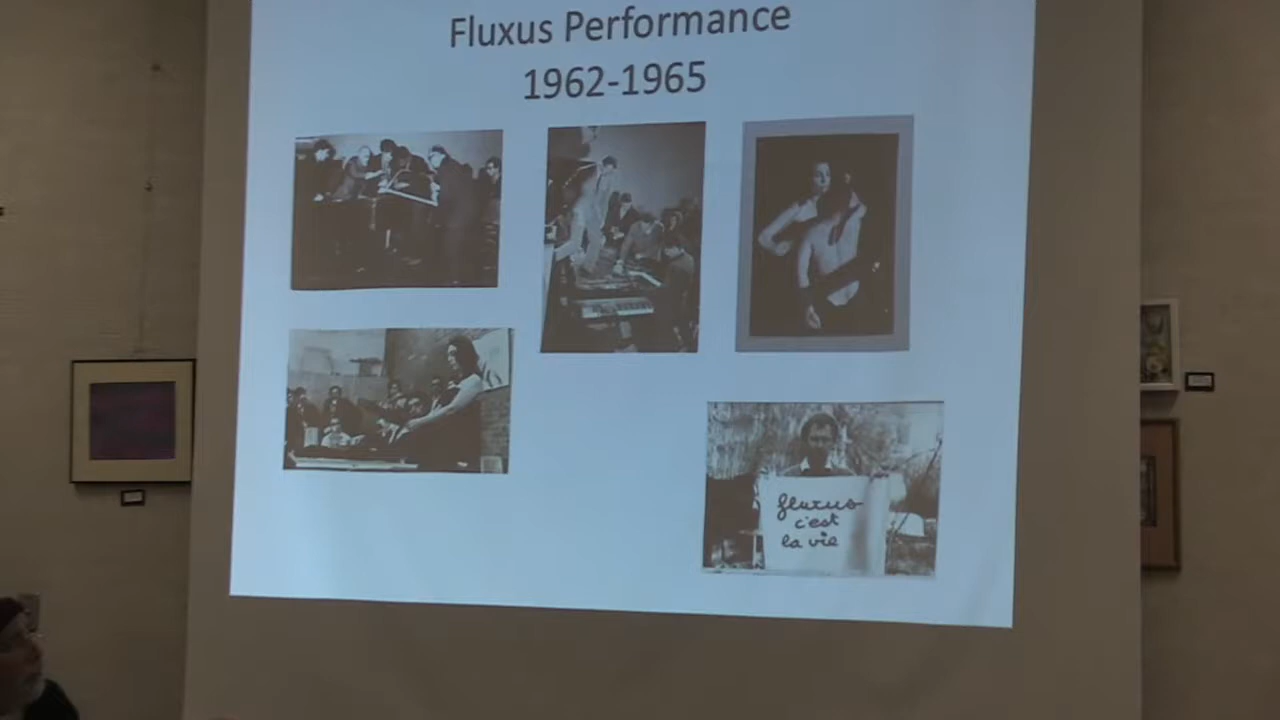 Fluxus Performance
1962-1965
fluxus
c'est
la vie